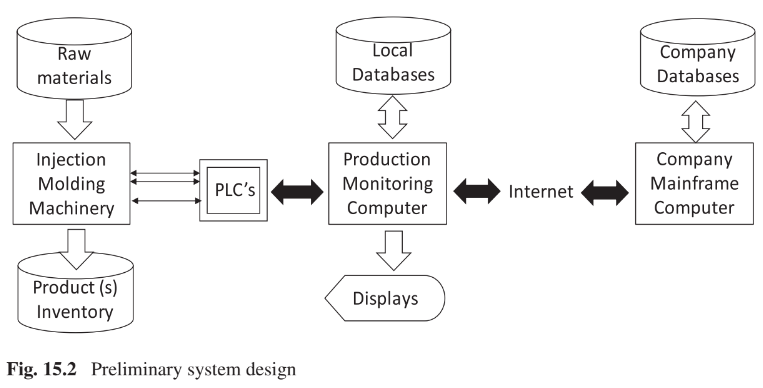 Raw
materials
Local
Databases
Company
Databases
Injection
Molding
Machinery
PLC's
Production
Monitoring
Computer
Internet
Company
Mainframe
Computer
Product (s)
Inventory
Displays
Fig. 15.2 Preliminary system design